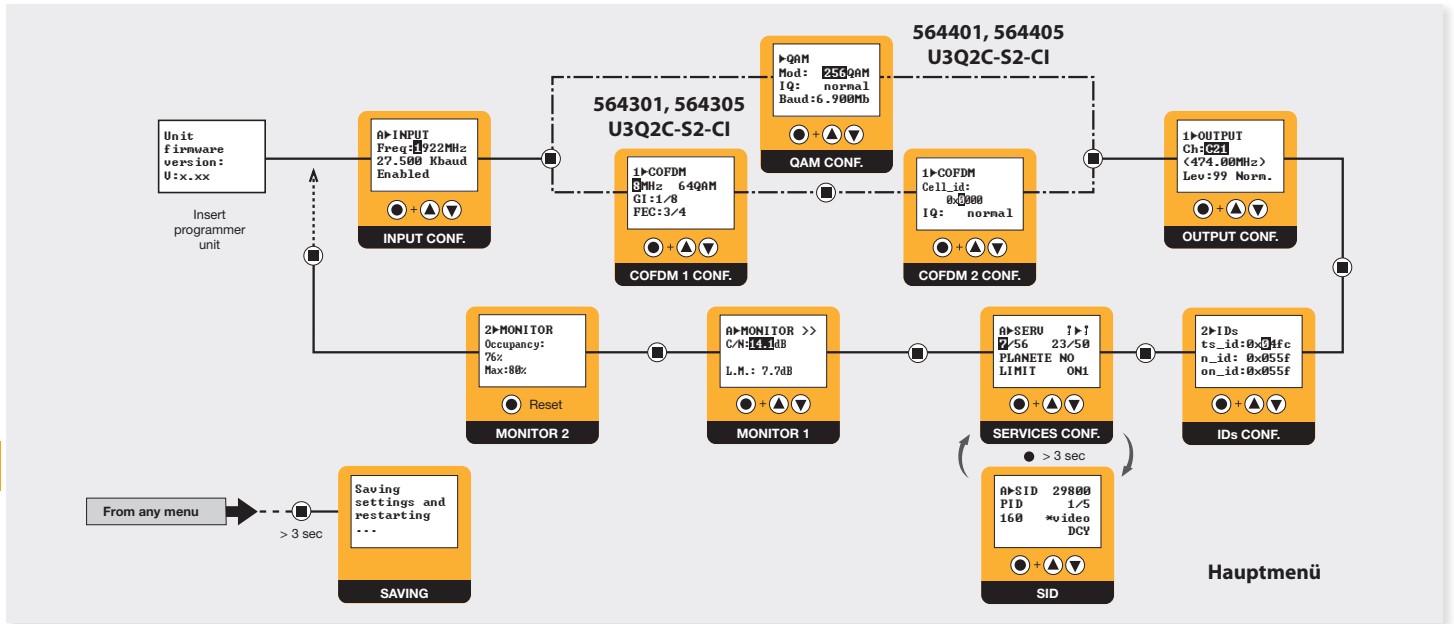 564401, 564405
U3Q2C-S2-CI
▶QAM
Mod: 256QAM
IQ: normal
Baud:6.900Mb
+
QAM CONF.
564301, 564305
U3Q2C-S2-CI
Unit
firmware
version:
V:x.xx
Insert
programmer
unit
A▶INPUT
Freq:1922MHz
27.500 Kbaud
Enabled
+
INPUT CONF.
1▶COFDM
8MHz 64QAM
GI:1/8
FEC:3/4
+
COFDM 1 CONF.
1▶COFDM
Cell_id:
0x0000
IQ: normal
+
COFDM 2 CONF.
1▶OUTPUT
Ch:C21
(474.00MHz)
Lev:99 Norm.
+
OUTPUT CONF.
2▶MONITOR
Occupancy:
76%
Max:80%
Reset
MONITOR 2
A▶MONITOR >>
C/N:14.1dB
L.M.: 7.7dB
+
MONITOR 1
A▶SERV
7/56 23/50
PLANETE NO
LIMIT ON1
+
SERVICES CONF.
> 3 sec
2▶IDs
ts_id:0x04fc
n_id: 0x055f
on_id:0x055f
+
IDs CONF.
From any menu
> 3 sec
Saving
settings and
restarting
...
SAVING
A▶SID 29800
PID 1/5
160 *video
DCY
+
SID
Hauptmenü